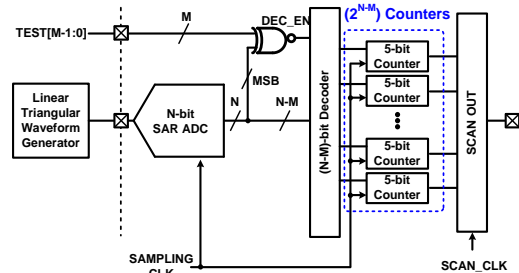 TEST[M-1:0]
M
DEC_EN
(2^{N-M}) Counters
MSB
Linear
Triangular
Waveform
Generator
N-bit
SAR ADC
N
N-M
(N-M)-bit Decoder
5-bit
Counter
5-bit
Counter
5-bit
Counter
5-bit
Counter
SCAN OUT
SAMPLING
CLK
SCAN_CLK